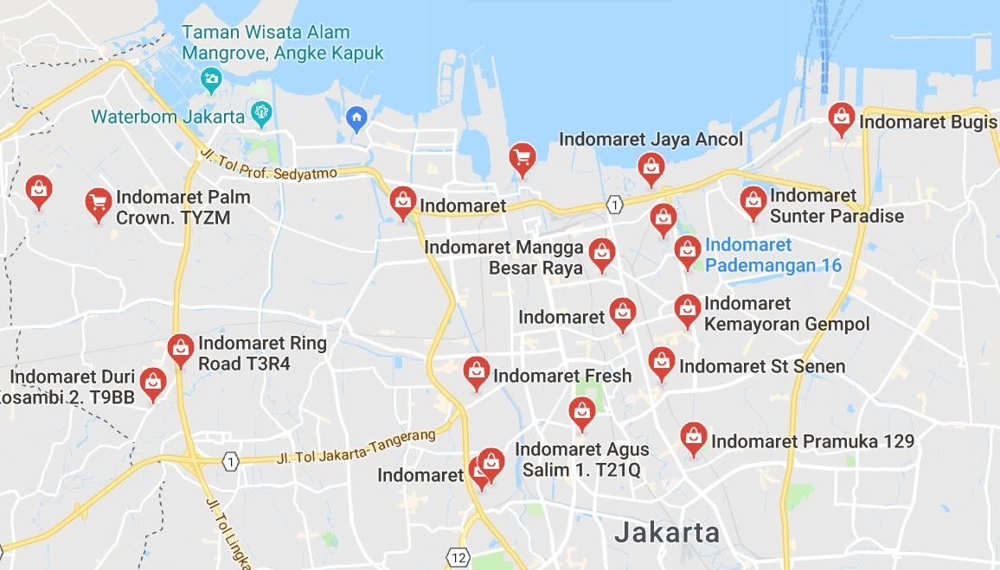 Taman Wisata Alam
Mangrove, Angke Kapuk
Waterbom Jakarta
Indomaret Bugis
Indomaret Jaya Ancol
Jl. Tol Prof. Sedyatmo
Indomaret Palm
Crown. TYZM
Indomaret
1
Indomaret
Sunter Paradise
Indomaret Mangga
Besar Raya
Indomaret
Pademangan 16
Indomaret
Indomaret
Kemayoran Gempol
Indomaret Ring
Road T3R4
Indomaret St Senen
Indomaret Duri
Kosambi 2. T9BB
Indomaret Fresh
Jl. Tol Jakarta-Tangerang
1
Indomaret Pramuka 129
Indomaret Agus
Salim 1. T21Q
Indomaret
Jl. Tol Lingka
Jakarta
12